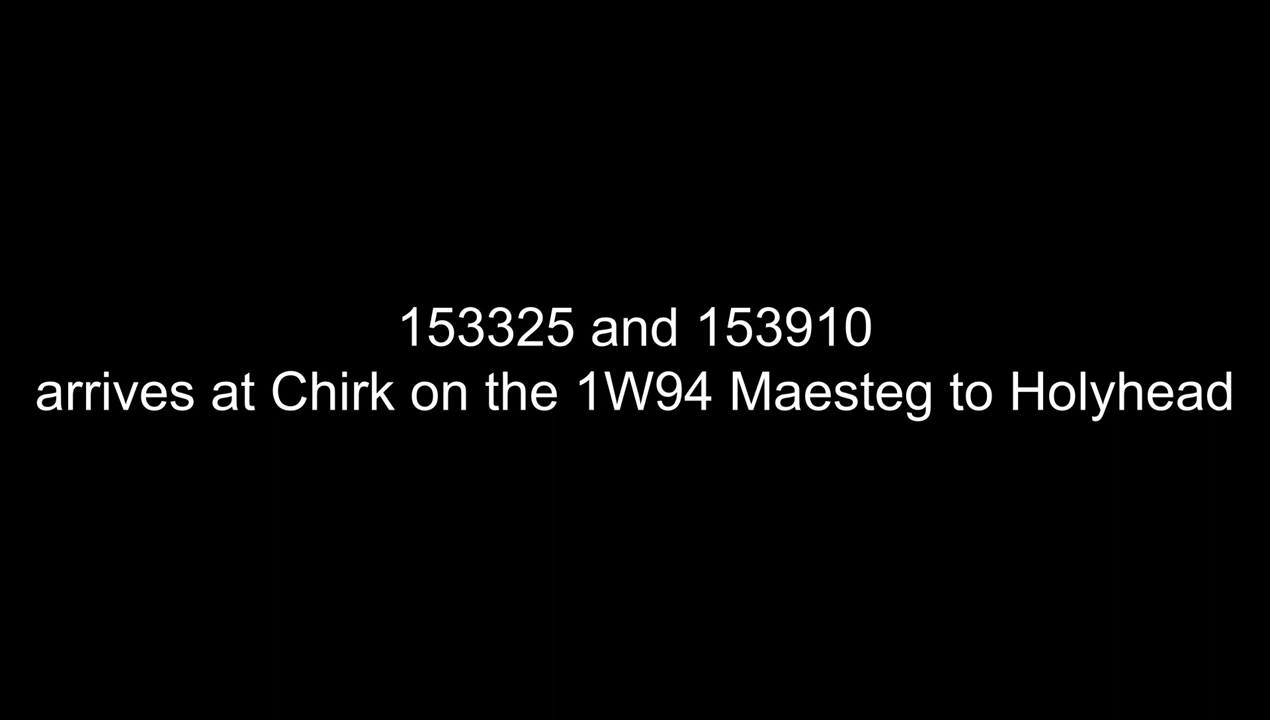 153325 and 153910
arrives at Chirk on the 1W94 Maesteg to Holyhead